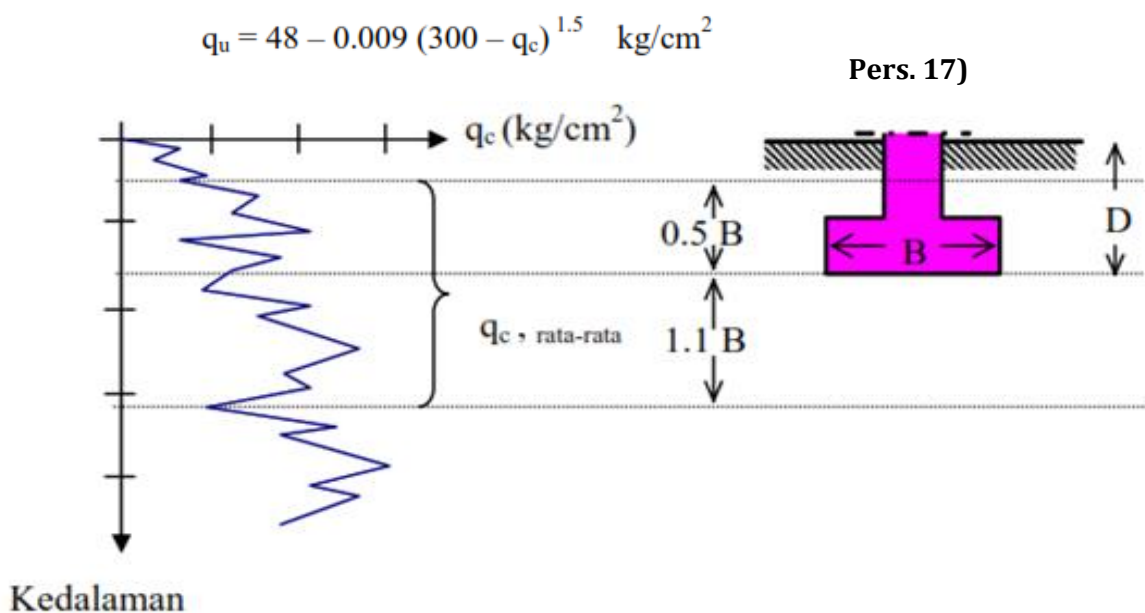 qu = 48 – 0.009 (300 – qc) 1.5 kg/cm2
Pers. 17)
qc (kg/cm2)
0.5 B
B
D
qc , rata-rata
1.1 B
Kedalaman